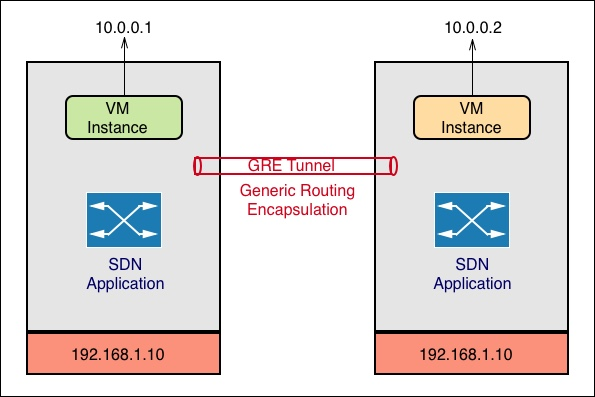 10.0.0.1
10.0.0.2
VM
Instance
VM
Instance
GRE Tunnel
Generic Routing
Encapsulation
SDN
Application
SDN
Application
192.168.1.10
192.168.1.10